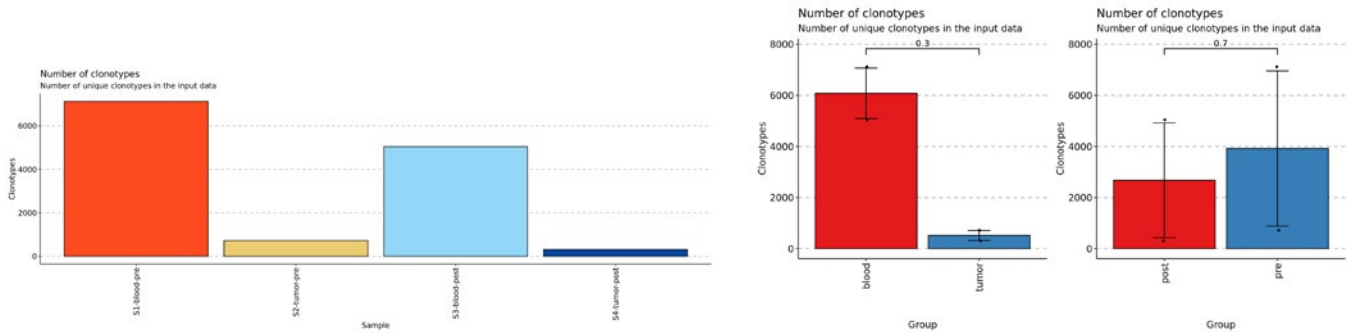 Number of clonotypes
Number of unique clonotypes in the input data
Clonotypes
6000
4000
2000
0
S1-blood-pre-
S2-tumor-pre-
S3-blood-post-
S4-tumor-post-
Sample
Number of clonotypes
Number of unique clonotypes in the input data
0.3
Clonotypes
8000
6000
4000
2000
0
blood
tumor
Group
Number of clonotypes
Number of unique clonotypes in the input data
0.7
Clonotypes
8000
6000
4000
2000
0
post
pre
Group